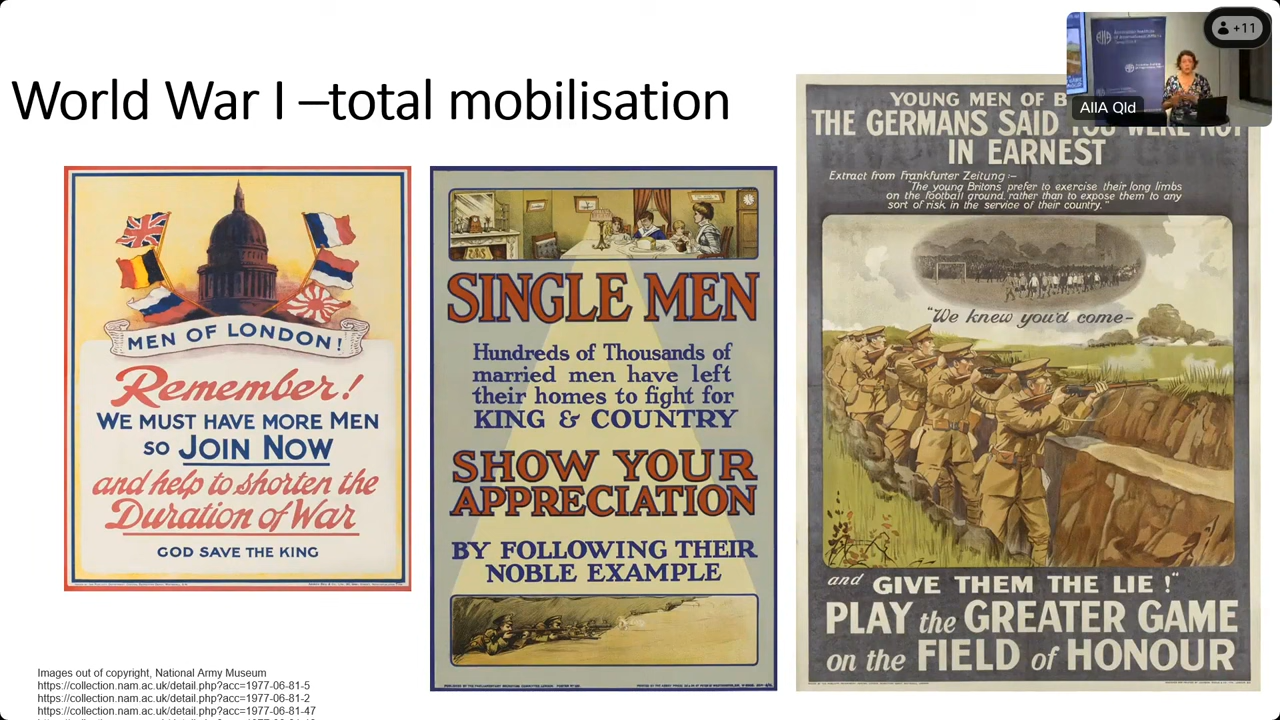 World War I –total mobilisation
MEN OF LONDON!
Remember!
WE MUST HAVE MORE MEN
SO JOIN NOW
and help to shorten the
Duration of War
GOD SAVE THE KING
SINGLE MEN
Hundreds of Thousands of
married men have left
their homes to fight for
KING & COUNTRY
SHOW YOUR
APPRECIATION
BY FOLLOWING THEIR
NOBLE EXAMPLE
YOUNG MEN OF B
THE GERMANS SAID YOU WERE NOT
IN EARNEST
Extract from Frankfurter Zeitung:–
"The young Britons prefer to exercise their long limbs
on the football ground, rather than to expose them to any
sort of risk in the service of their country."
"We knew you'd come–
and GIVE THEM THE LIE!"
PLAY the GREATER GAME
on the FIELD of HONOUR
+11
AIIA Qld
Images out of copyright, National Army Museum
https://collection.nam.ac.uk/detail.php?acc=1977-06-81-5
https://collection.nam.ac.uk/detail.php?acc=1977-06-81-2
https://collection.nam.ac.uk/detail.php?acc=1977-06-81-47